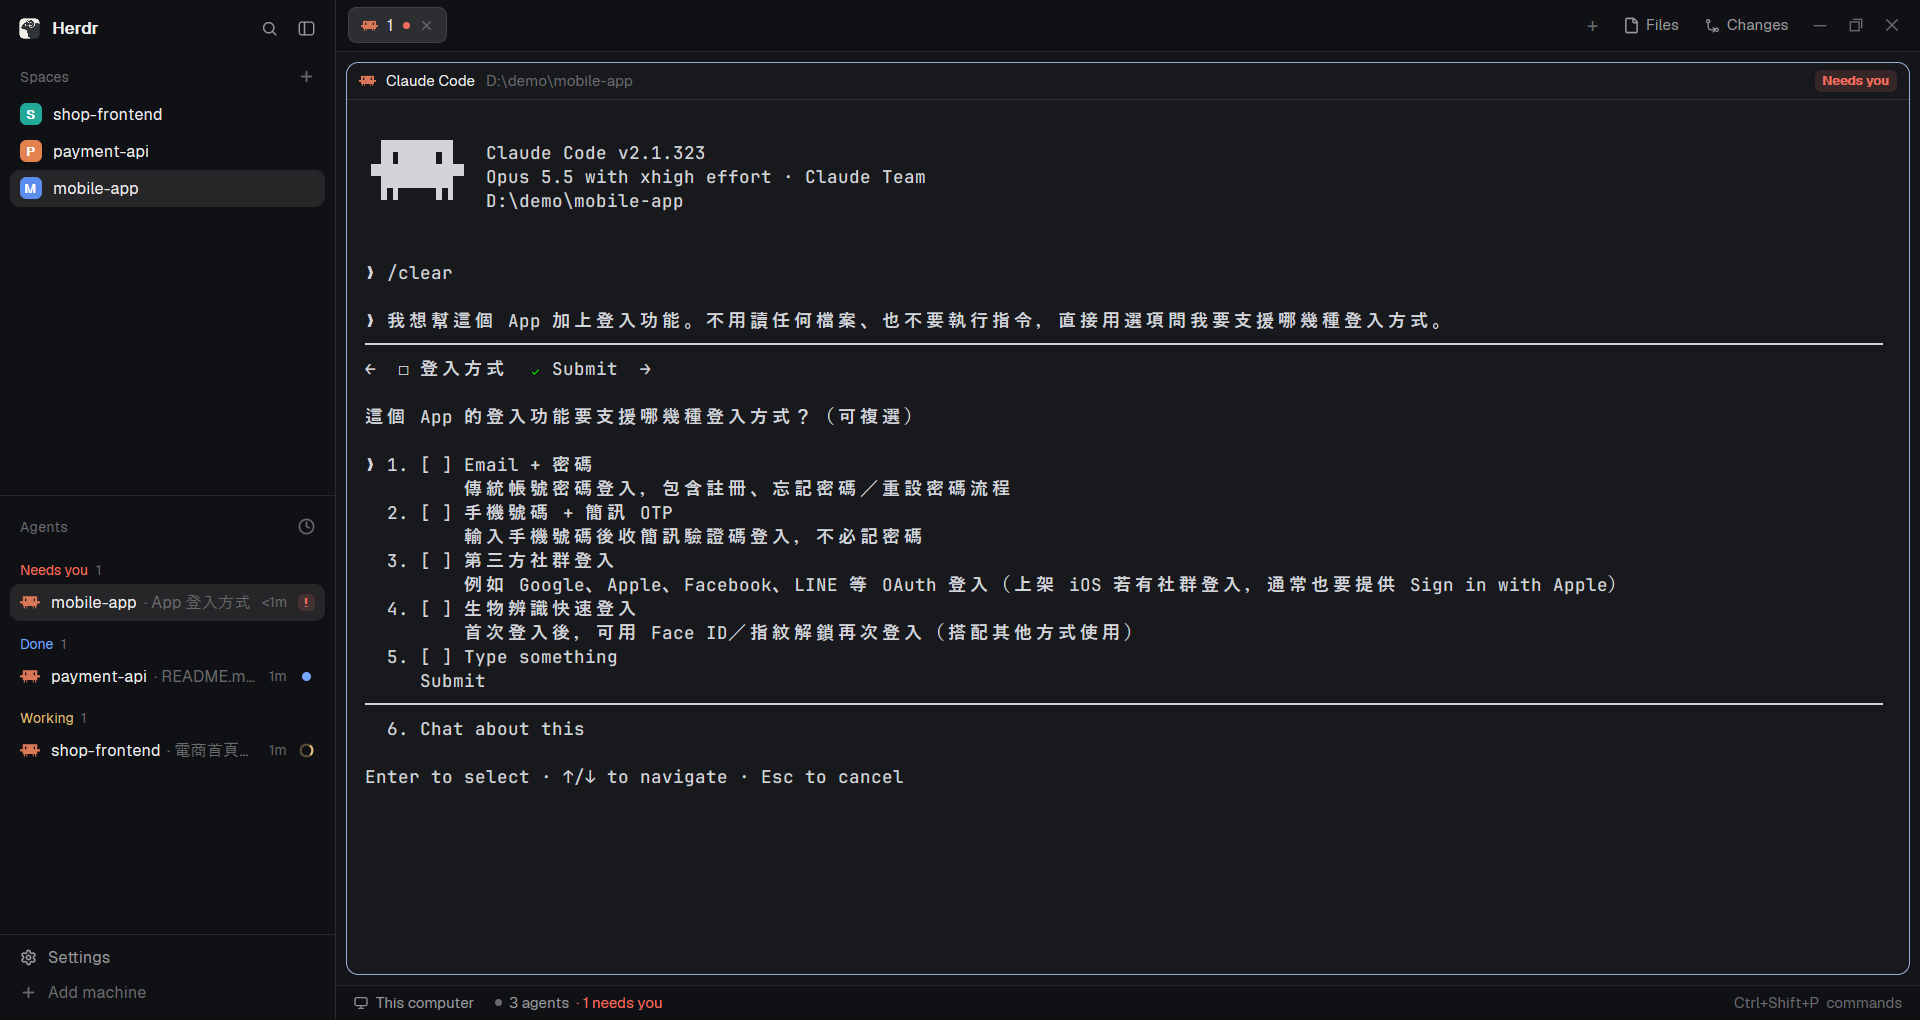 Herdr
Spaces
S shop-frontend
P payment-api
M mobile-app
Agents
Needs you 1
mobile-app · App 登入方式 <1m !
Done 1
payment-api · README.m... 1m
Working 1
shop-frontend · 電商首頁... 1m
Settings
Add machine
1
Files
Changes
Claude Code D:\demo\mobile-app
Needs you
Claude Code v2.1.323
Opus 5.5 with xhigh effort · Claude Team
D:\demo\mobile-app
❯ /clear
❯ 我想幫這個 App 加上登入功能。不用讀任何檔案、也不要執行指令，直接用選項問我要支援哪幾種登入方式。
← □ 登入方式 ✓ Submit →
這個 App 的登入功能要支援哪幾種登入方式？（可複選）
❯ 1. [ ] Email + 密碼
傳統帳號密碼登入，包含註冊、忘記密碼／重設密碼流程
2. [ ] 手機號碼 + 簡訊 OTP
輸入手機號碼後收簡訊驗證碼登入，不必記密碼
3. [ ] 第三方社群登入
例如 Google、Apple、Facebook、LINE 等 OAuth 登入（上架 iOS 若有社群登入，通常也要提供 Sign in with Apple）
4. [ ] 生物辨識快速登入
首次登入後，可用 Face ID／指紋解鎖再次登入（搭配其他方式使用）
5. [ ] Type something
Submit
6. Chat about this
Enter to select · ↑/↓ to navigate · Esc to cancel
This computer
3 agents · 1 needs you
Ctrl+Shift+P commands